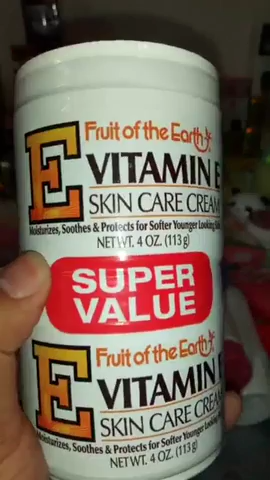 E
Fruit of the Earth
VITAMIN E
SKIN CARE CREAM
Moisturizes, Soothes & Protects for Softer Younger Looking
NET WT. 4 OZ. (113 g)
SUPER
VALUE
E
Fruit of the Earth
VITAMIN E
SKIN CARE CREAM
Moisturizes, Soothes & Protects for Softer Younger Looking
NET WT. 4 OZ. (113 g)